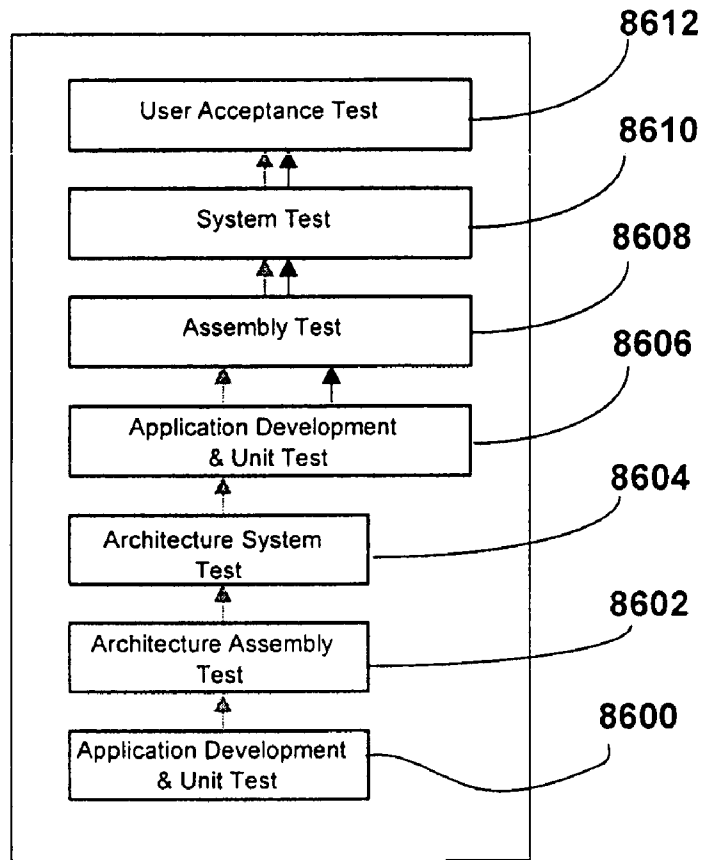 8612
User Acceptance Test
8610
System Test
8608
Assembly Test
8606
Application Development
& Unit Test
8604
Architecture System
Test
8602
Architecture Assembly
Test
8600
Application Development
& Unit Test